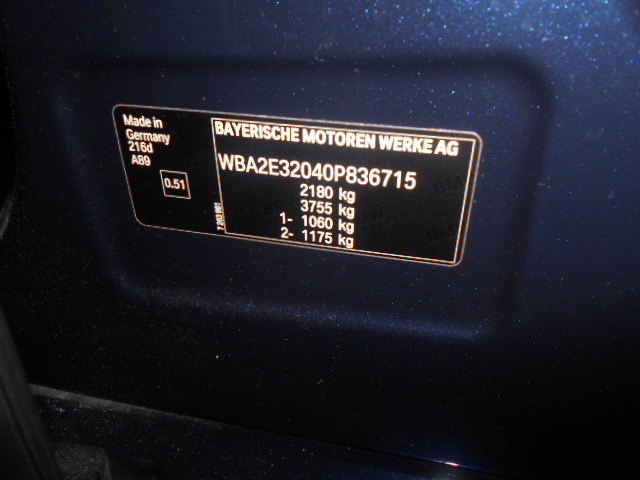 Made in
Germany
216d
A89
0.51
BAYERISCHE MOTOREN WERKE AG
WBA2E32040P836715
2180 kg
3755 kg
1- 1060 kg
2- 1175 kg